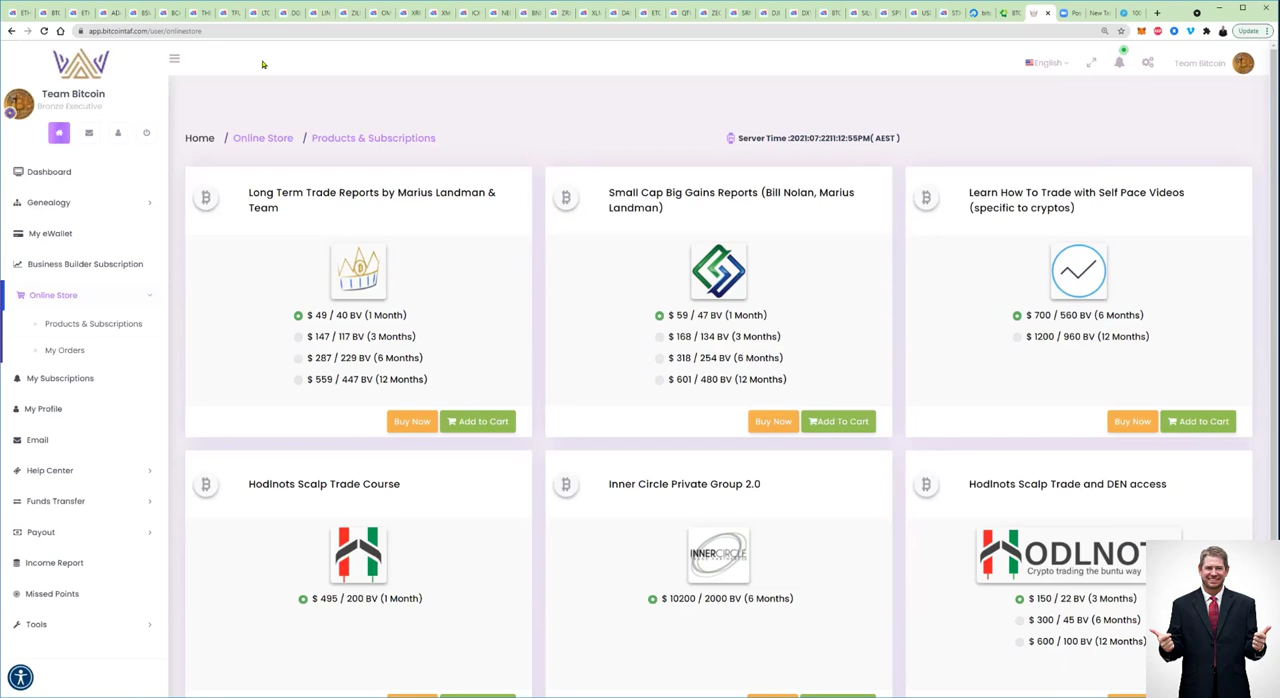 app.bitcointaf.com/user/onlinestore
Update
Team Bitcoin
Bronze Executive
English
Team Bitcoin
Dashboard
Genealogy
My eWallet
Business Builder Subscription
Online Store
Products & Subscriptions
My Orders
My Subscriptions
My Profile
Email
Help Center
Funds Transfer
Payout
Income Report
Missed Points
Tools
Home / Online Store / Products & Subscriptions
Server Time :2021:07:2211:12:55PM( AEST )
Long Term Trade Reports by Marius Landman &
Team
$ 49 / 40 BV (1 Month)
$ 147 / 117 BV (3 Months)
$ 287 / 229 BV (6 Months)
$ 559 / 447 BV (12 Months)
Buy Now Add to Cart
Small Cap Big Gains Reports (Bill Nolan, Marius
Landman)
$ 59 / 47 BV (1 Month)
$ 168 / 134 BV (3 Months)
$ 318 / 254 BV (6 Months)
$ 601 / 480 BV (12 Months)
Buy Now Add To Cart
Learn How To Trade with Self Pace Videos
(specific to cryptos)
$ 700 / 560 BV (6 Months)
$ 1200 / 960 BV (12 Months)
Buy Now Add to Cart
Hodlnots Scalp Trade Course
$ 495 / 200 BV (1 Month)
Inner Circle Private Group 2.0
INNERCIRCLE
$ 10200 / 2000 BV (6 Months)
Hodlnots Scalp Trade and DEN access
ODLNOT
Crypto trading the buntu way
$ 150 / 22 BV (3 Months)
$ 300 / 45 BV (6 Months)
$ 600 / 100 BV (12 Months)